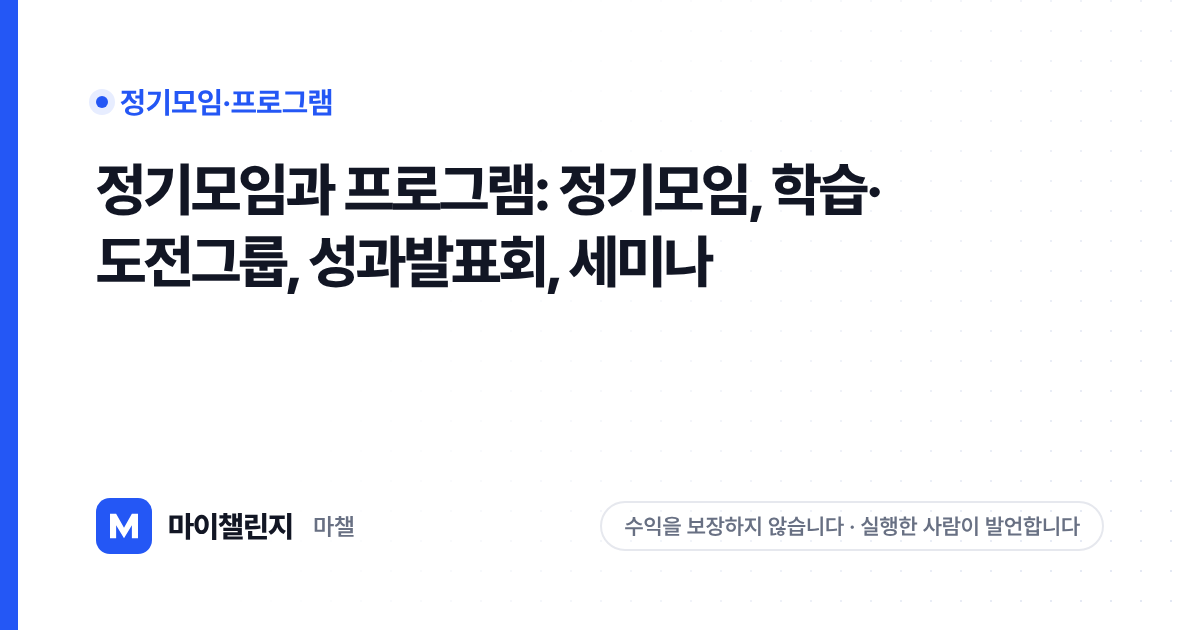 정기모임·프로그램
정기모임과 프로그램: 정기모임, 학습·
도전그룹, 성과발표회, 세미나
M 마이챌린지 마챌
수익을 보장하지 않습니다 · 실행한 사람이 발언합니다